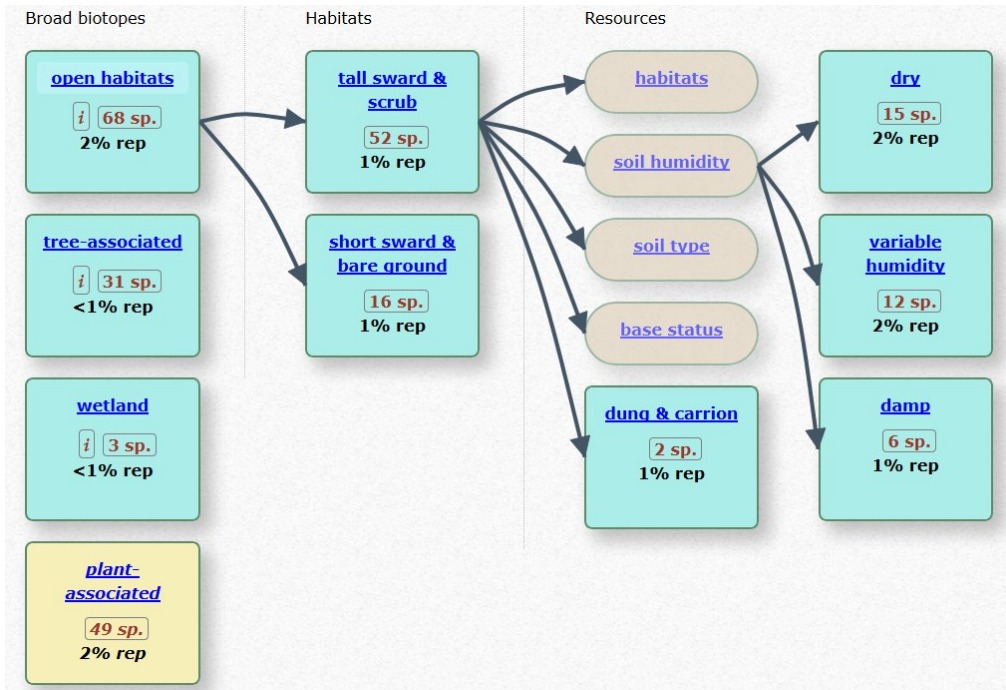 Broad biotopes
Habitats
Resources
open habitats
i 68 sp.
2% rep
tree-associated
i 31 sp.
<1% rep
wetland
i 3 sp.
<1% rep
plant-
associated
49 sp.
2% rep
tall sward &
scrub
52 sp.
1% rep
short sward &
bare ground
16 sp.
1% rep
habitats
soil humidity
soil type
base status
dung & carrion
2 sp.
1% rep
dry
15 sp.
2% rep
variable
humidity
12 sp.
2% rep
damp
6 sp.
1% rep